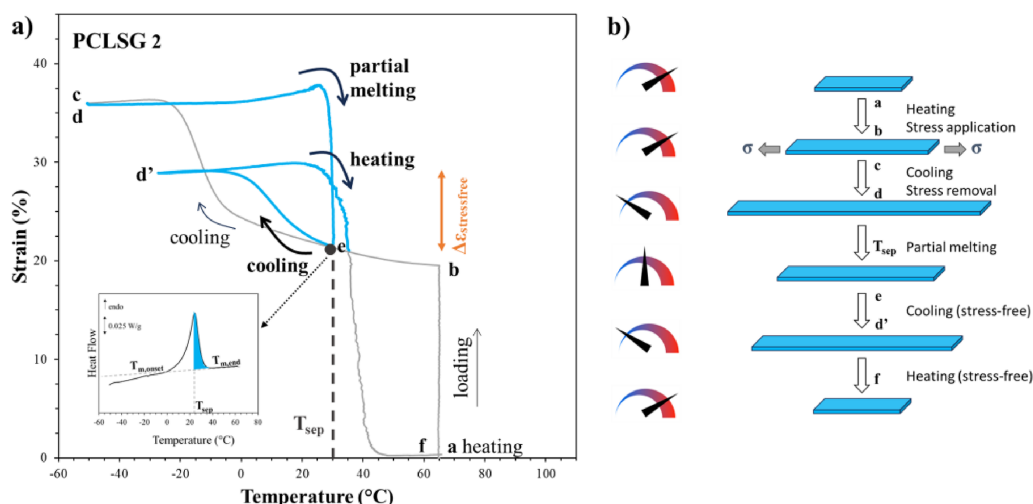 a)
PCLSG 2
Strain (%)
40
30
20
10
0
-60
-40
-20
0
20
40
60
80
100
Temperature (°C)
c
d
d'
partial
melting
heating
cooling
cooling
e
Δεstressfree
b
loading
Tsep
f
a heating
endo
0.025 W/g
Heat Flow
Tm,onset
Tm,end
Tsep
-60
-40
-20
0
20
40
60
80
Temperature (°C)
b)
a
Heating
b
Stress application
σ
σ
c
Cooling
d
Stress removal
Tsep
Partial melting
e
Cooling (stress-free)
d'
f
Heating (stress-free)